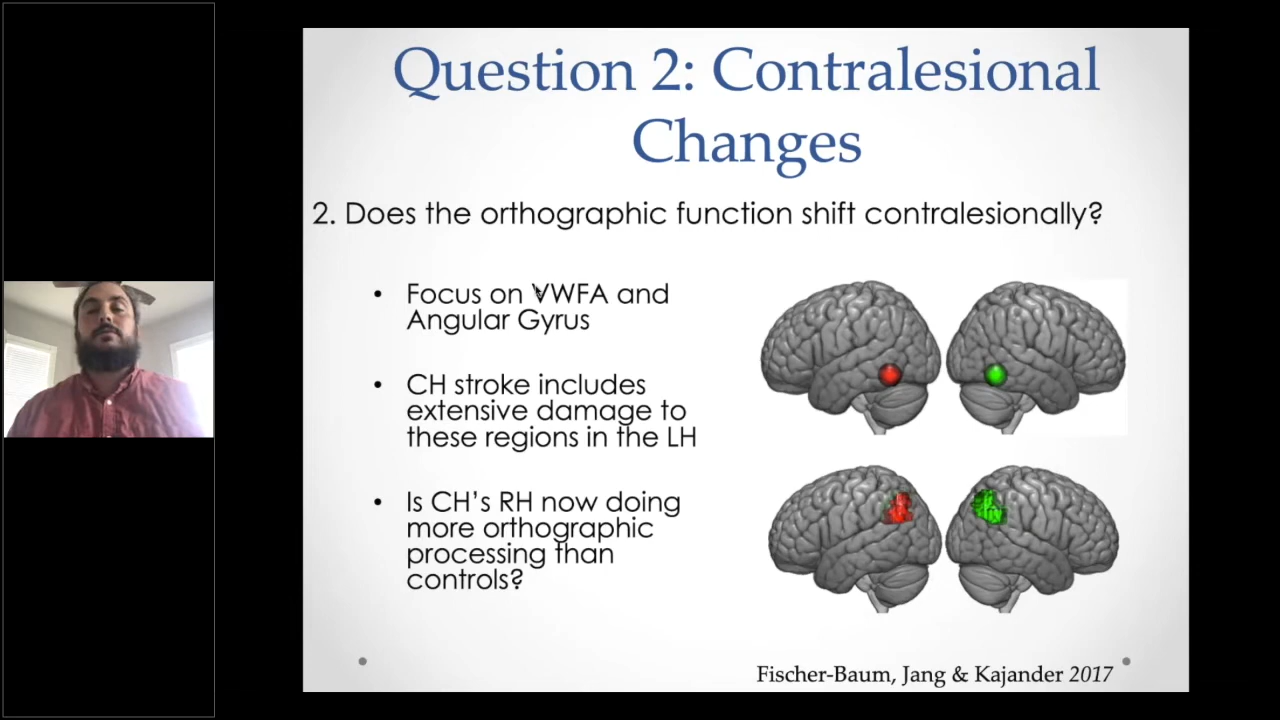 Question 2: Contralesional
Changes
2. Does the orthographic function shift contralesionally?
• Focus on VWFA and
Angular Gyrus
• CH stroke includes
extensive damage to
these regions in the LH
• Is CH’s RH now doing
more orthographic
processing than
controls?
Fischer-Baum, Jang & Kajander 2017